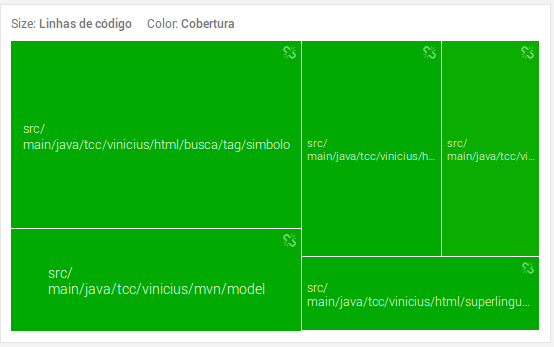 Size: Linhas de código Color: Cobertura
src/
main/java/tcc/vinicius/html/busca/tag/simbolo
src/
main/java/tcc/vinicius/h...
src/
main/java/tcc/vi...
src/
main/java/tcc/vinicius/mvn/model
src/
main/java/tcc/vinicius/html/superlingu...